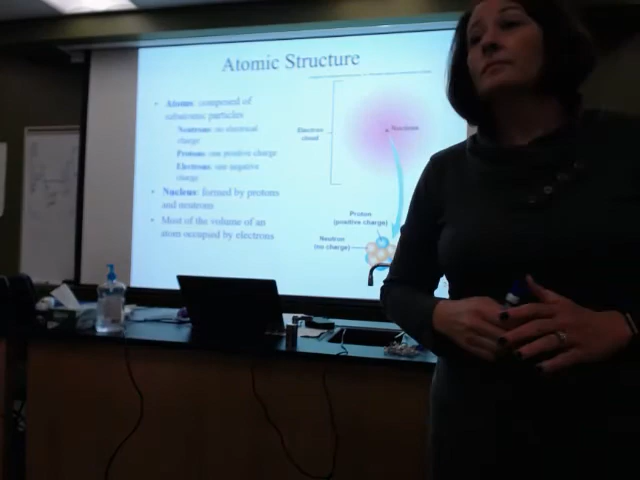 Atomic Structure
• Atoms: composed of
subatomic particles
Neutrons: no electrical
charge
Protons: one positive charge
Electrons: one negative
charge
• Nucleus: formed by protons
and neutrons
• Most of the volume of an
atom occupied by electrons
Electron
cloud
Nucleus
Proton
(positive charge)
Neutron
(no charge)